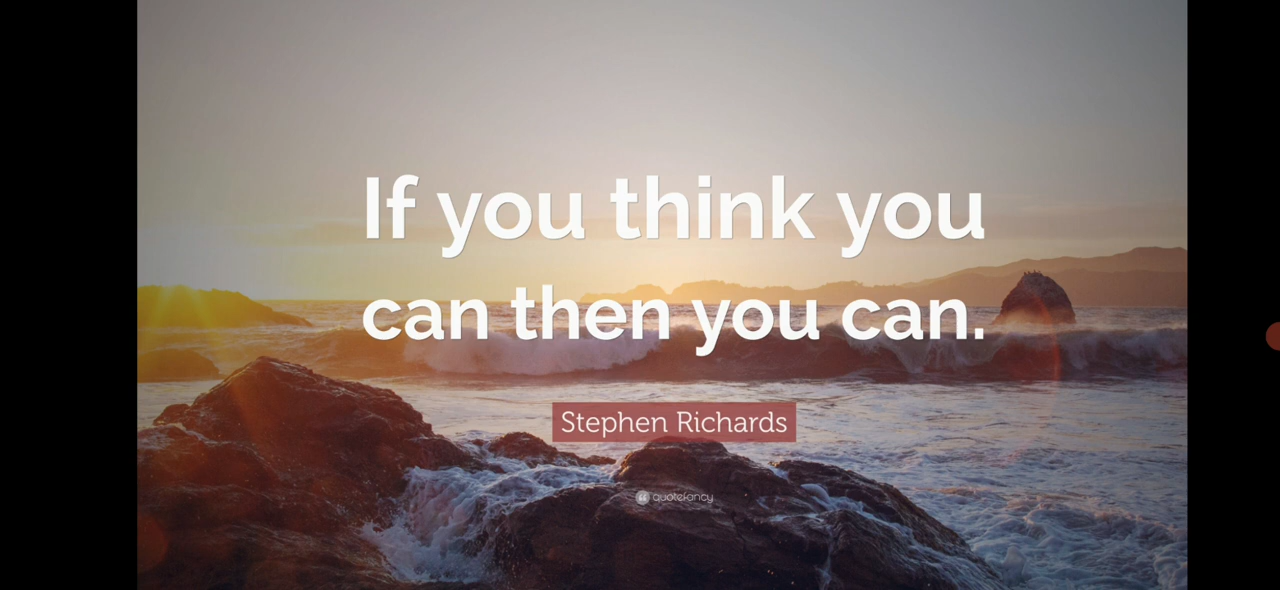 If you think you
can then you can.
Stephen Richards
quotefancy